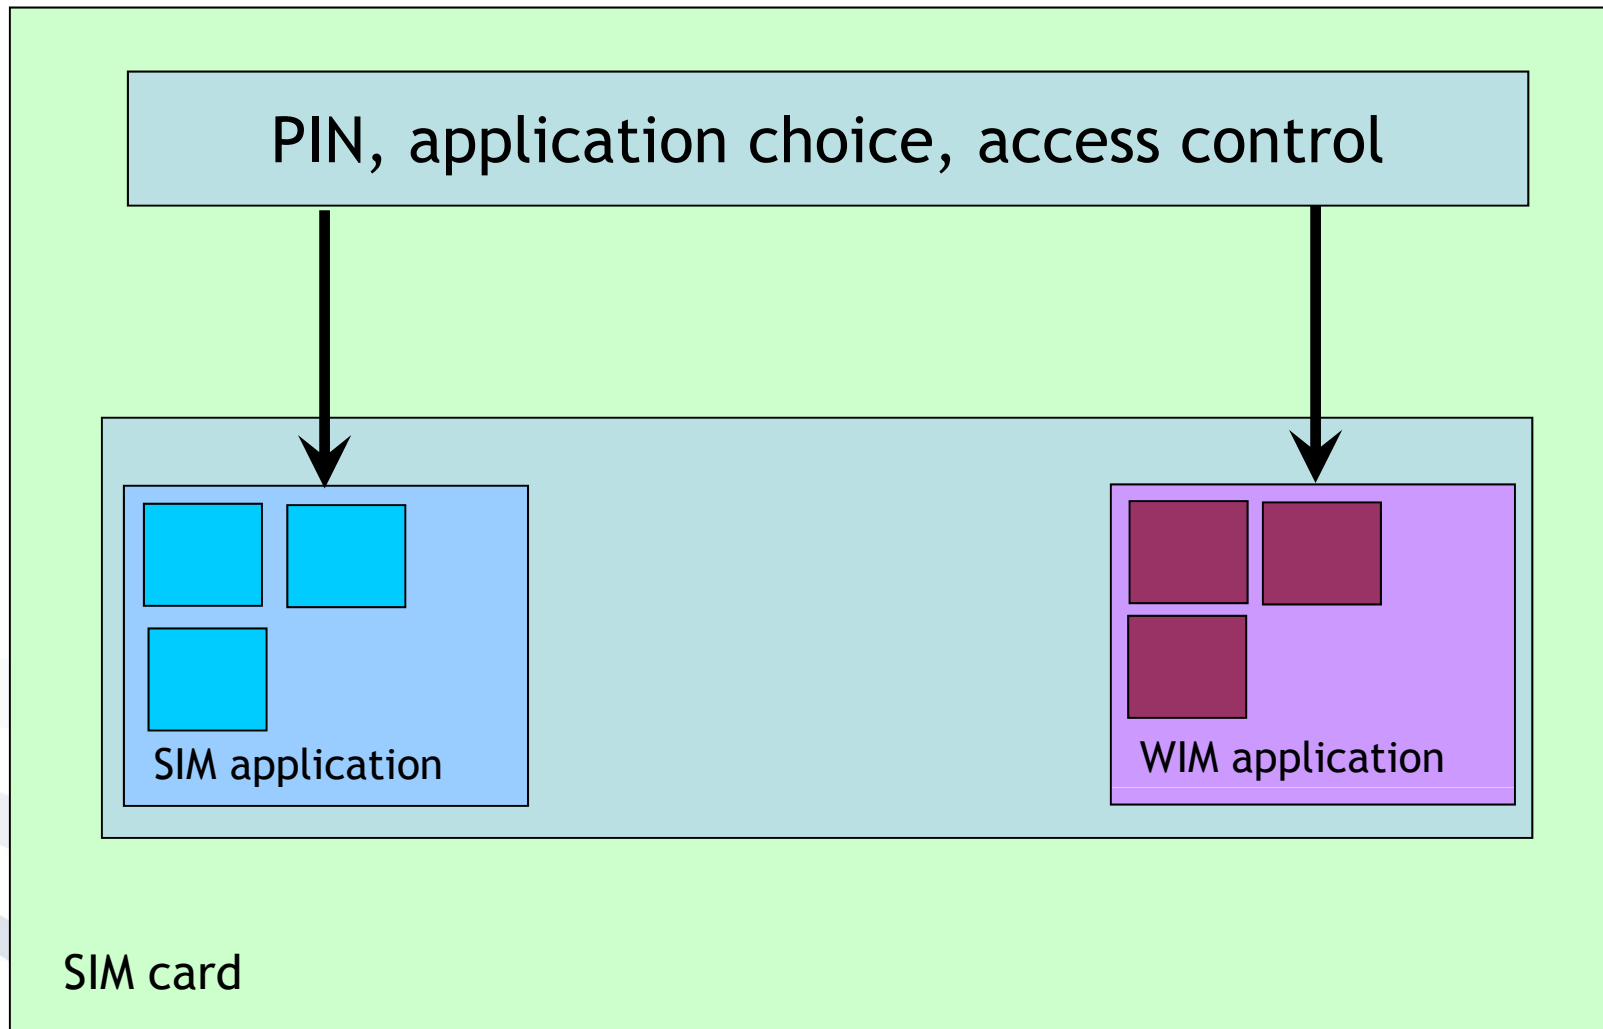 PIN, application choice, access control
SIM application
WIM application
SIM card